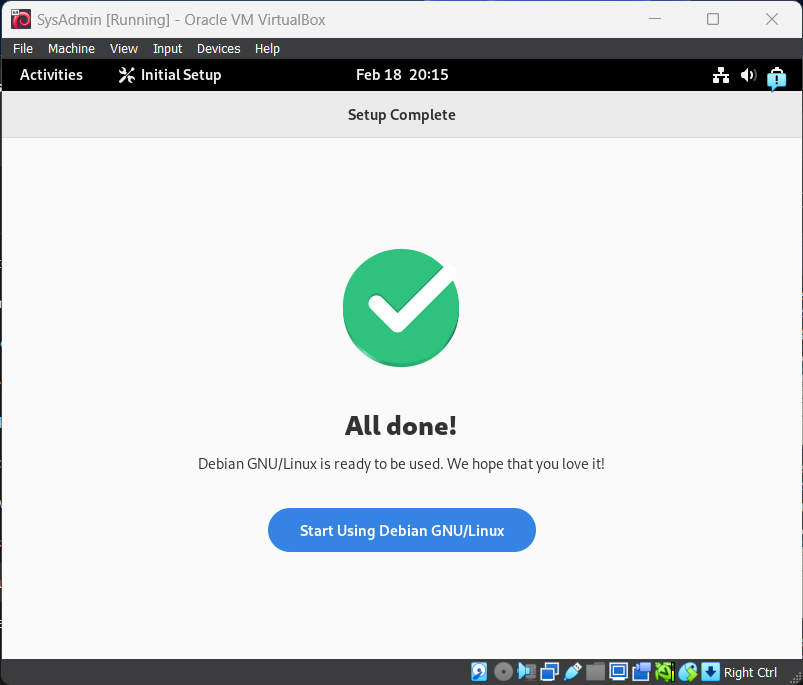 SysAdmin [Running] - Oracle VM VirtualBox
File Machine View Input Devices Help
Activities Initial Setup Feb 18 20:15
Setup Complete
All done!
Debian GNU/Linux is ready to be used. We hope that you love it!
Start Using Debian GNU/Linux
Right Ctrl